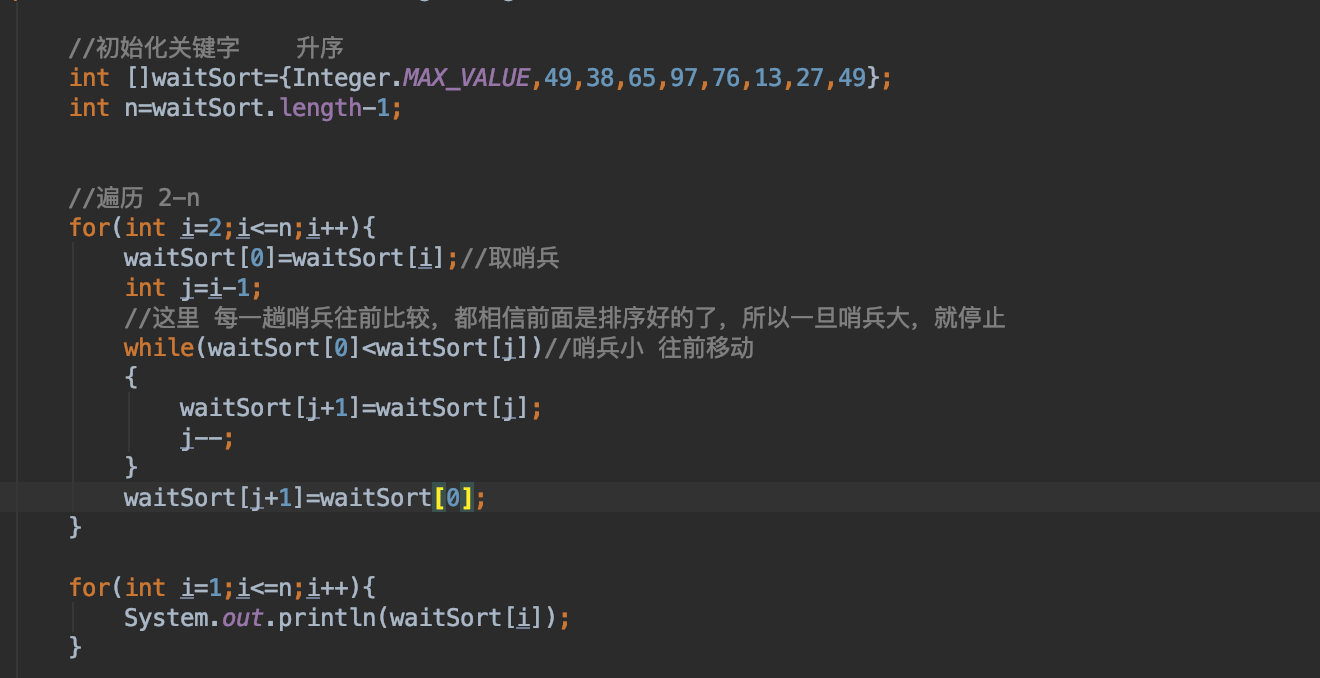 //初始化关键字    升序
int []waitSort={Integer.MAX_VALUE,49,38,65,97,76,13,27,49};
int n=waitSort.length-1;
//遍历 2-n
for(int i=2;i<=n;i++){
    waitSort[0]=waitSort[i];//取哨兵
    int j=i-1;
    //这里 每一趟哨兵往前比较，都相信前面是排序好的了，所以一旦哨兵大，就停止
    while(waitSort[0]<waitSort[j])//哨兵小 往前移动
    {
        waitSort[j+1]=waitSort[j];
        j--;
    }
    waitSort[j+1]=waitSort[0];
}
for(int i=1;i<=n;i++){
    System.out.println(waitSort[i]);
}